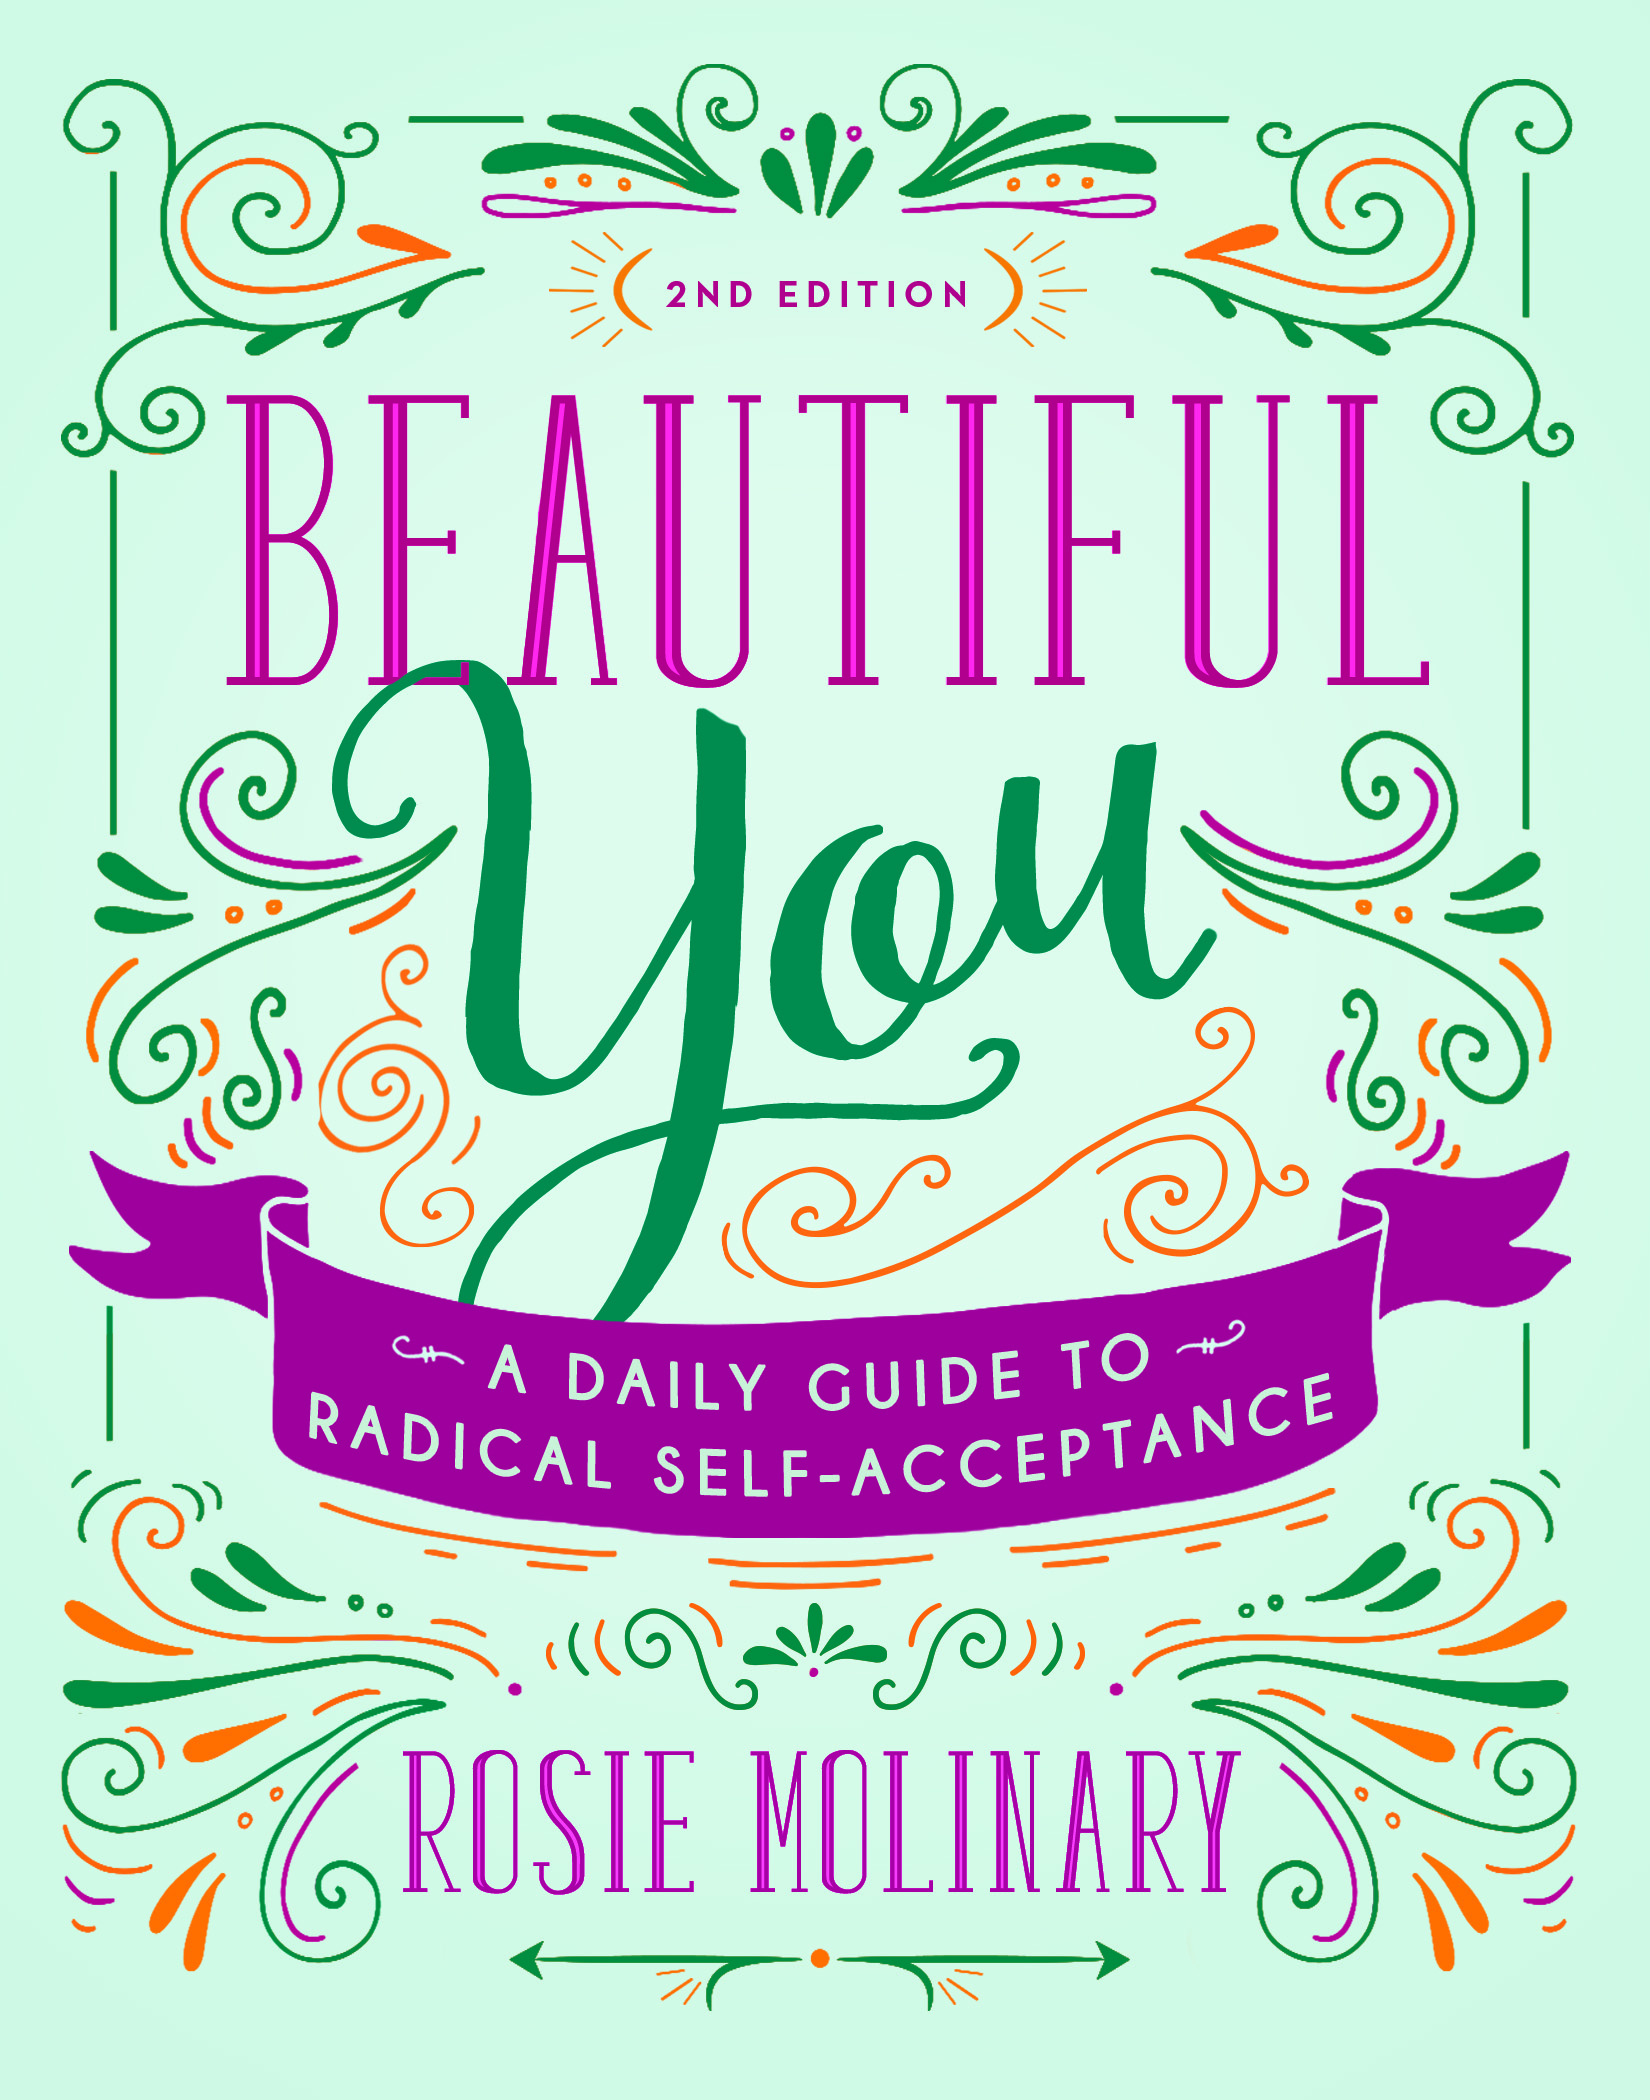 2ND EDITION
BEAUTIFUL
You
A DAILY GUIDE TO
RADICAL SELF-ACCEPTANCE
ROSIE MOLINARY